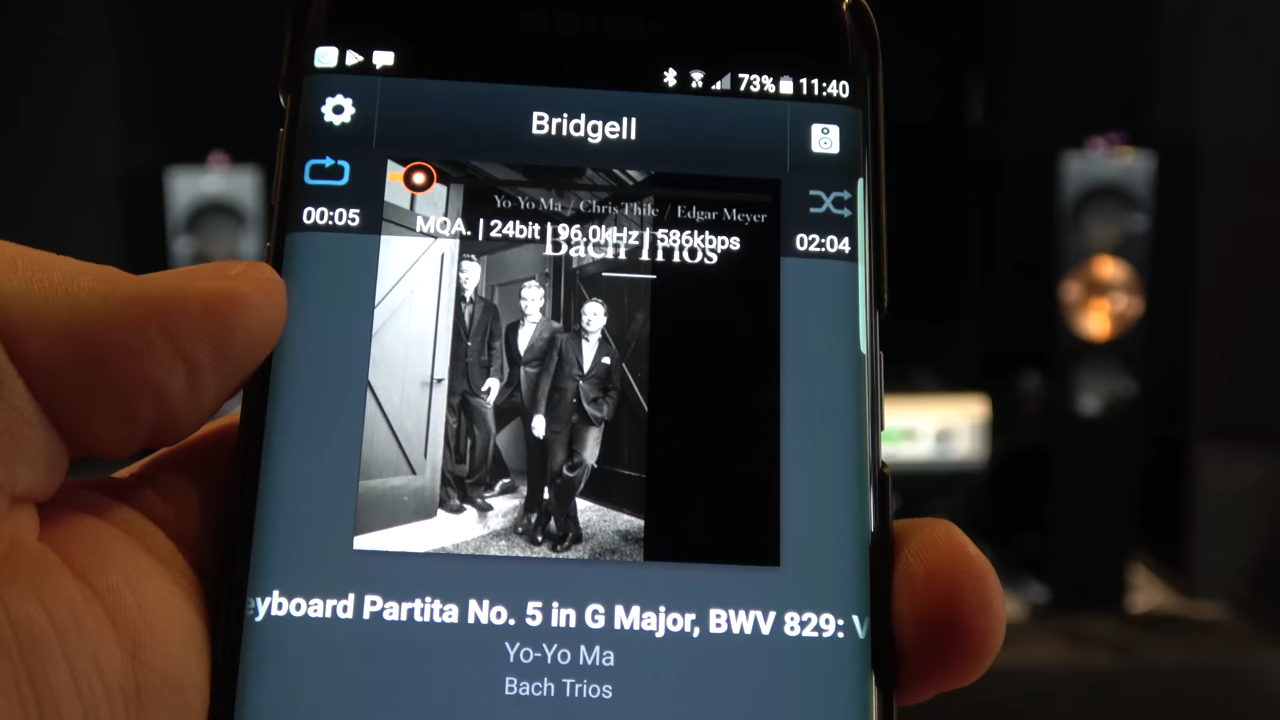 73% 11:40
BridgeII
00:05
Yo-Yo Ma / Chris Thile / Edgar Meyer
MQA. | 24bit | 96.0kHz | 586kbps
Bach Trios
02:04
eyboard Partita No. 5 in G Major, BWV 829: V
Yo-Yo Ma
Bach Trios